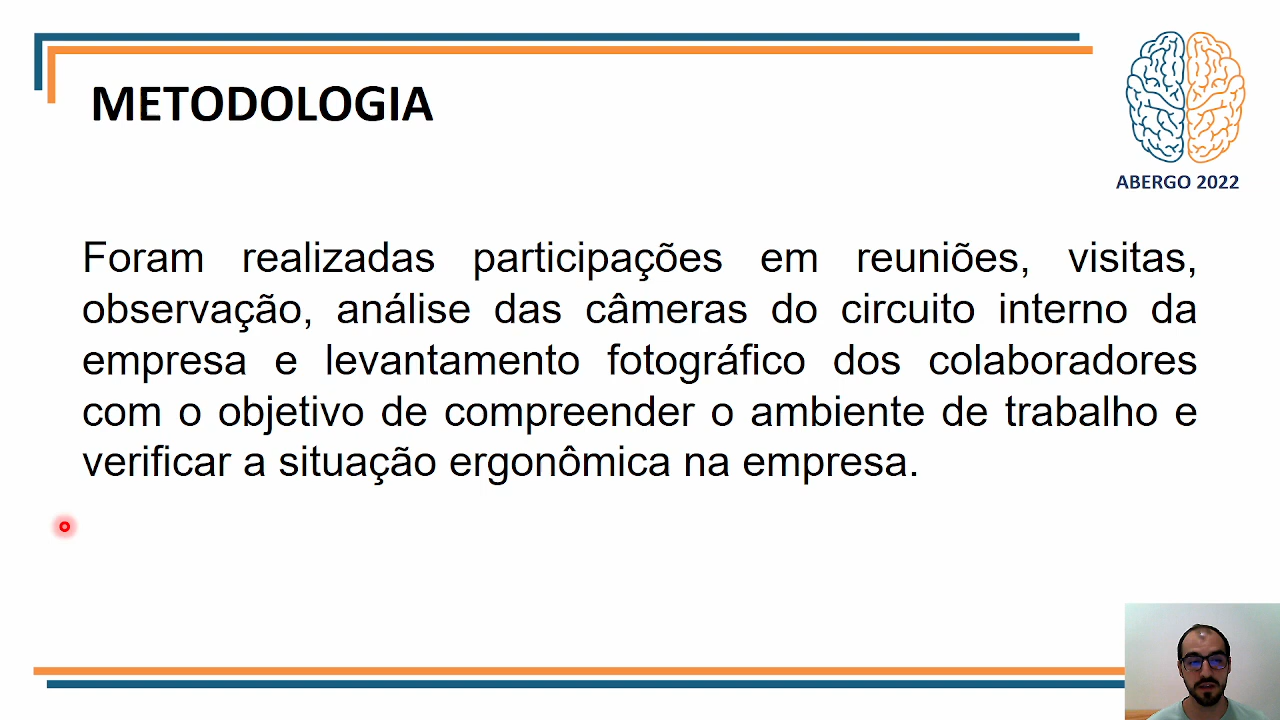 METODOLOGIA
ABERGO 2022
Foram realizadas participações em reuniões, visitas,
observação, análise das câmeras do circuito interno da
empresa e levantamento fotográfico dos colaboradores
com o objetivo de compreender o ambiente de trabalho e
verificar a situação ergonômica na empresa.